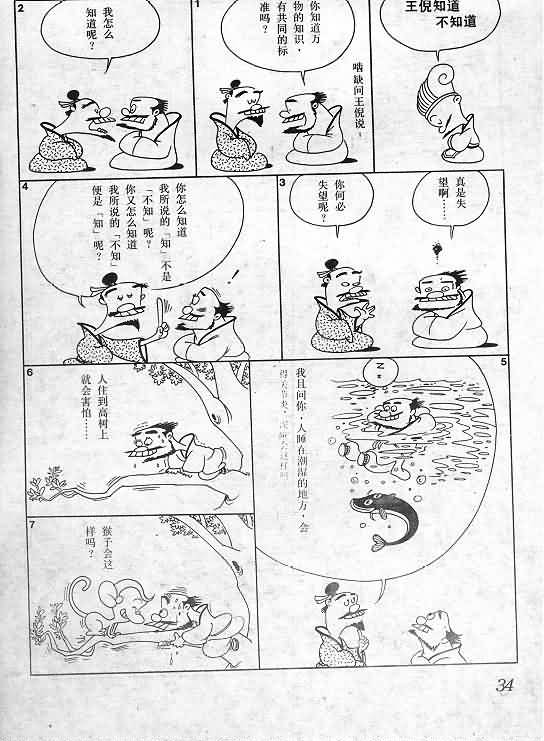 王倪知道
不知道
1
啮缺问王倪说：
你知道万
物的知识，
有共同的标
准吗？
2
我怎么
知道呢？
3
真是失
望啊……
你何必
失望呢？
4
你怎么知道
我所说的「知」不是
「不知」呢？
你又怎么知道
我所说的「不知」
便是「知」呢？
5
我且问你，人睡在潮湿的地方，会
得关节炎，会这样
Z
6
人住到高树上
就会害怕……
7
猴子会这
样吗？
!
34